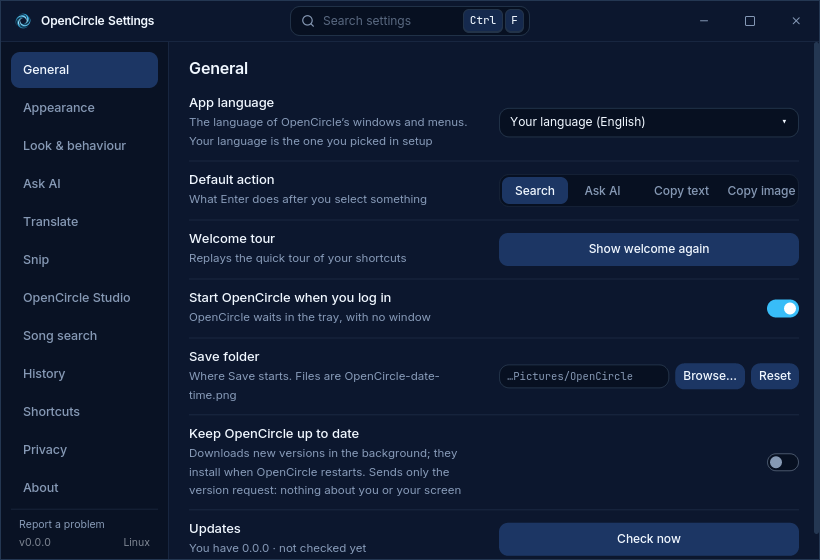 OpenCircle Settings
Search settings
Ctrl F
General
Appearance
Look & behaviour
Ask AI
Translate
Snip
OpenCircle Studio
Song search
History
Shortcuts
Privacy
About
Report a problem
v0.0.0 Linux
General
App language
The language of OpenCircle's windows and menus.
Your language is the one you picked in setup
Your language (English)
Default action
What Enter does after you select something
Search Ask AI Copy text Copy image
Welcome tour
Replays the quick tour of your shortcuts
Show welcome again
Start OpenCircle when you log in
OpenCircle waits in the tray, with no window
Save folder
Where Save starts. Files are OpenCircle-date-
time.png
…Pictures/OpenCircle
Browse... Reset
Keep OpenCircle up to date
Downloads new versions in the background; they
install when OpenCircle restarts. Sends only the
version request: nothing about you or your screen
Updates
You have 0.0.0 · not checked yet
Check now